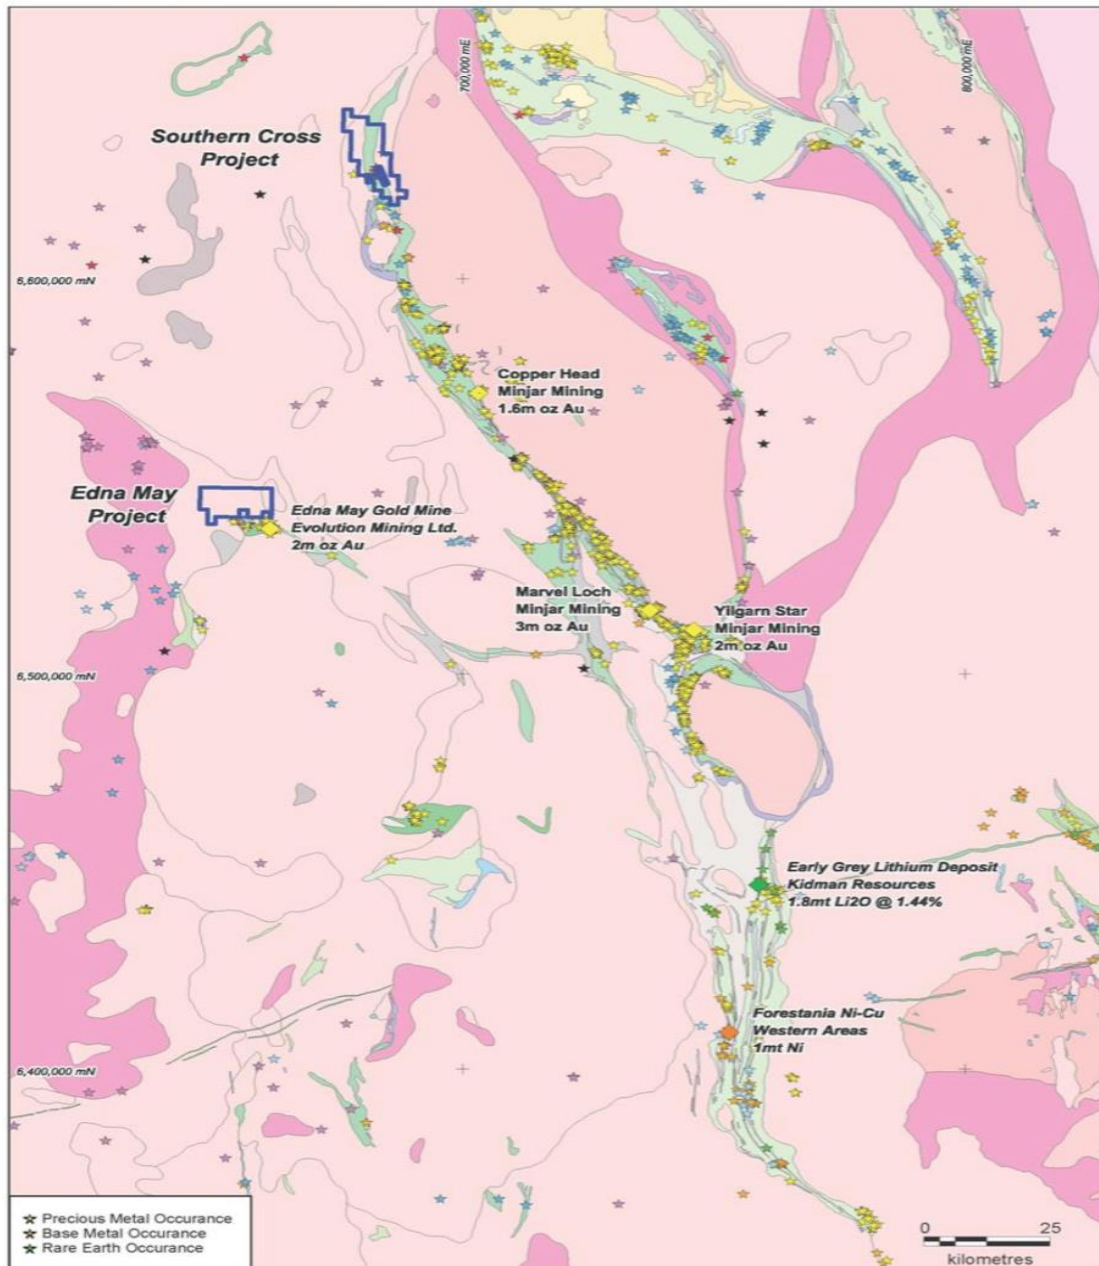 700,000 mE
800,000 mE
Southern Cross
Project
6,600,000 mN
Copper Head
Minjar Mining
1.6m oz Au
Edna May
Project
Edna May Gold Mine
Evolution Mining Ltd.
2m oz Au
Marvel Loch
Minjar Mining
3m oz Au
Yilgarn Star
Minjar Mining
2m oz Au
6,500,000 mN
Early Grey Lithium Deposit
Kidman Resources
1.8mt Li2O @ 1.44%
Forestania Ni-Cu
Western Areas
1mt Ni
6,400,000 mN
Precious Metal Occurance
Base Metal Occurance
Rare Earth Occurance
0 25
kilometres